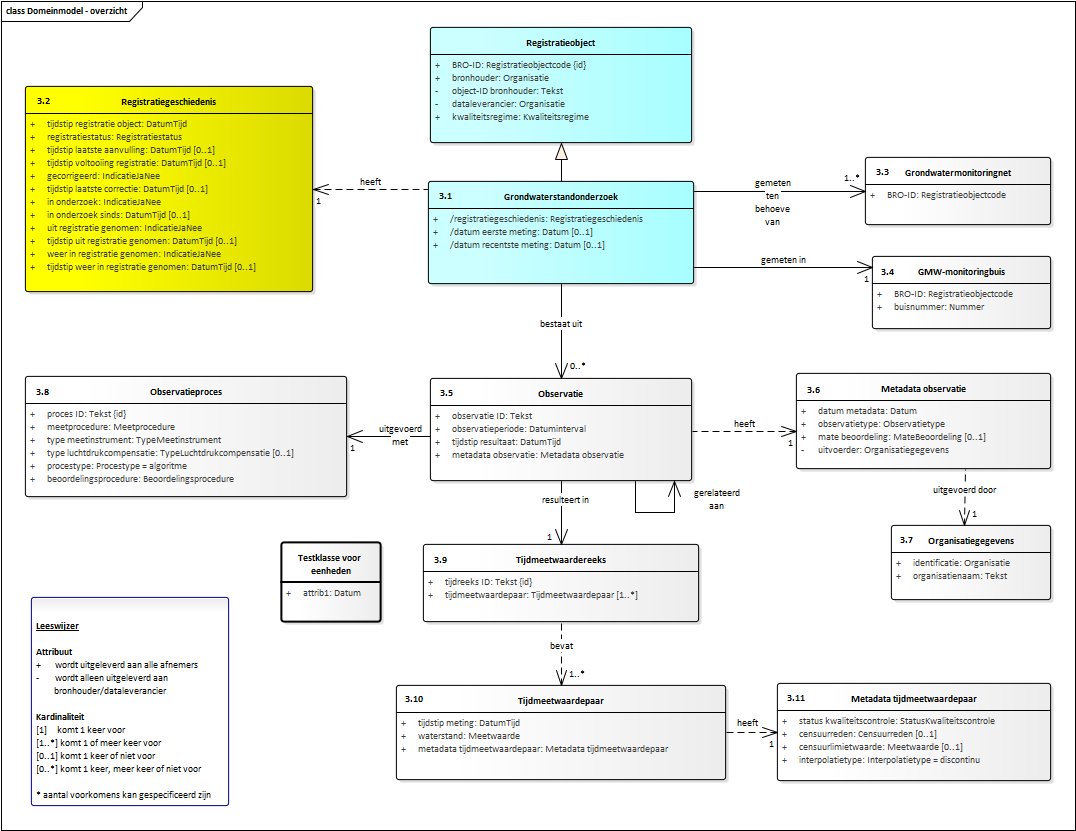 class Domeinmodel - overzicht
Registratieobject
+ BRO-ID: Registratieobjectcode {id}
+ bronhouder: Organisatie
- object-ID bronhouder: Tekst
- dataleverancier: Organisatie
+ kwaliteitsregime: Kwaliteitsregime
3.2 Registratiegeschiedenis
+ tijdstip registratie object: DatumTijd
+ registratiestatus: Registratiestatus
+ tijdstip laatste aanvulling: DatumTijd [0..1]
+ tijdstip voltooiing registratie: DatumTijd [0..1]
+ gecorrigeerd: IndicatieJaNee
+ tijdstip laatste correctie: DatumTijd [0..1]
+ in onderzoek: IndicatieJaNee
+ in onderzoek sinds: DatumTijd [0..1]
+ uit registratie genomen: IndicatieJaNee
+ tijdstip uit registratie genomen: DatumTijd [0..1]
+ weer in registratie genomen: IndicatieJaNee
+ tijdstip weer in registratie genomen: DatumTijd [0..1]
heeft
1
3.1 Grondwaterstandonderzoek
+ /registratiegeschiedenis: Registratiegeschiedenis
+ /datum eerste meting: Datum [0..1]
+ /datum recentste meting: Datum [0..1]
gemeten
ten
behoeve
van
1..*
3.3 Grondwatermonitoringnet
+ BRO-ID: Registratieobjectcode
gemeten in
1
3.4 GMW-monitoringbuis
+ BRO-ID: Registratieobjectcode
+ buisnummer: Nummer
bestaat uit
0..*
3.8 Observatieproces
+ proces ID: Tekst {id}
+ meetprocedure: Meetprocedure
+ type meetinstrument: TypeMeetinstrument
+ type luchtdrukcompensatie: TypeLuchtdrukcompensatie [0..1]
+ procestype: Procestype = algoritme
+ beoordelingsprocedure: Beoordelingsprocedure
uitgevoerd
met
1
3.5 Observatie
+ observatie ID: Tekst
+ observatieperiode: Datuminterval
+ tijdstip resultaat: DatumTijd
+ metadata observatie: Metadata observatie
heeft
1
3.6 Metadata observatie
+ datum metadata: Datum
+ observatietype: Observatietype
+ mate beoordeling: MateBeoordeling [0..1]
- uitvoerder: Organisatiegegevens
uitgevoerd door
1
3.7 Organisatiegegevens
+ identificatie: Organisatie
+ organisatienaam: Tekst
resulteert in
1
gerelateerd
aan
Testklasse voor
eenheden
+ attrib1: Datum
3.9 Tijdmeetwaardereeks
+ tijdreeks ID: Tekst {id}
+ tijdmeetwaardepaar: Tijdmeetwaardepaar [1..*]
bevat
1..*
3.10 Tijdmeetwaardepaar
+ tijdstip meting: DatumTijd
+ waterstand: Meetwaarde
+ metadata tijdmeetwaardepaar: Metadata tijdmeetwaardepaar
heeft
1
3.11 Metadata tijdmeetwaardepaar
+ status kwaliteitscontrole: StatusKwaliteitscontrole
+ censuurreden: Censuurreden [0..1]
+ censuurlimietwaarde: Meetwaarde [0..1]
+ interpolatietype: Interpolatietype = discontinu
Leeswijzer
Attribuut
+ wordt uitgeleverd aan alle afnemers
- wordt alleen uitgeleverd aan
bronhouder/dataleverancier
Kardinaliteit
[1] komt 1 keer voor
[1..*] komt 1 of meer keer voor
[0..1] komt 1 keer of niet voor
[0..*] komt 1 keer, meer keer of niet voor
* aantal voorkomens kan gespecificeerd zijn